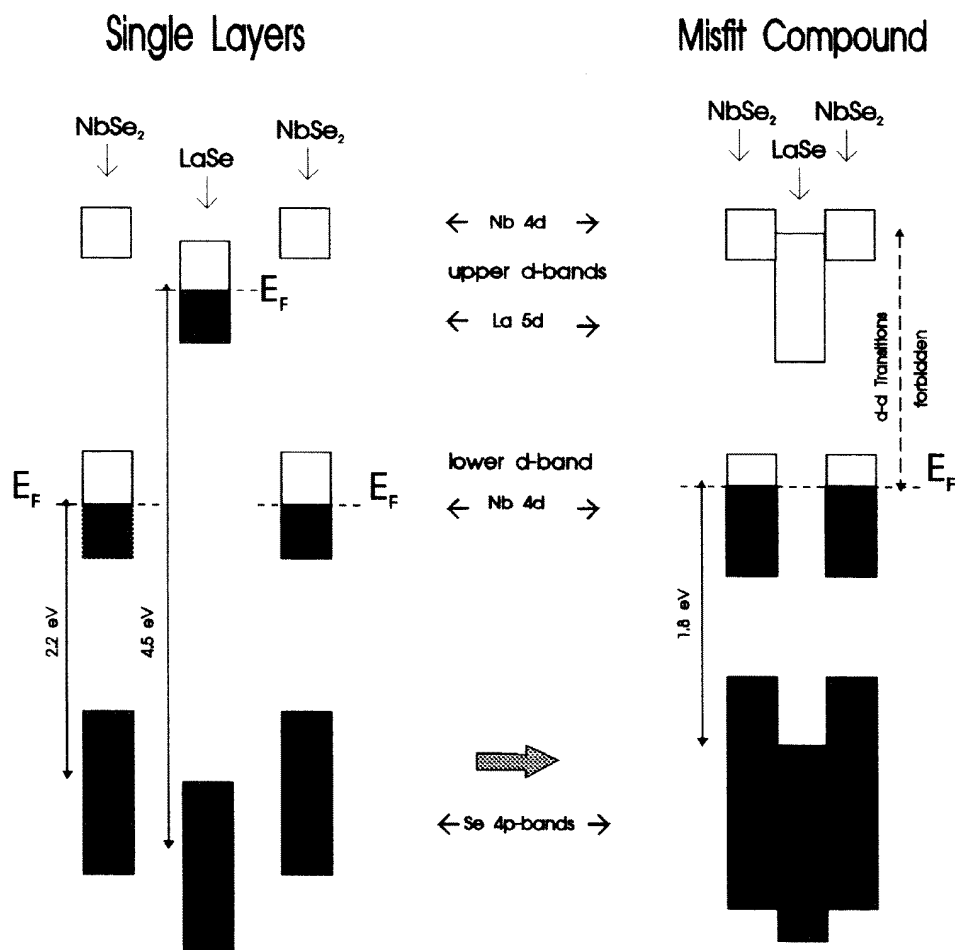 Single Layers
Misfit Compound
NbSe₂
LaSe
NbSe₂
NbSe₂
LaSe
NbSe₂
Nb 4d
upper d-bands
La 5d
E_F
d-d Transitions
forbidden
lower d-band
Nb 4d
E_F
E_F
E_F
2.2 eV
4.5 eV
1.8 eV
Se 4p-bands